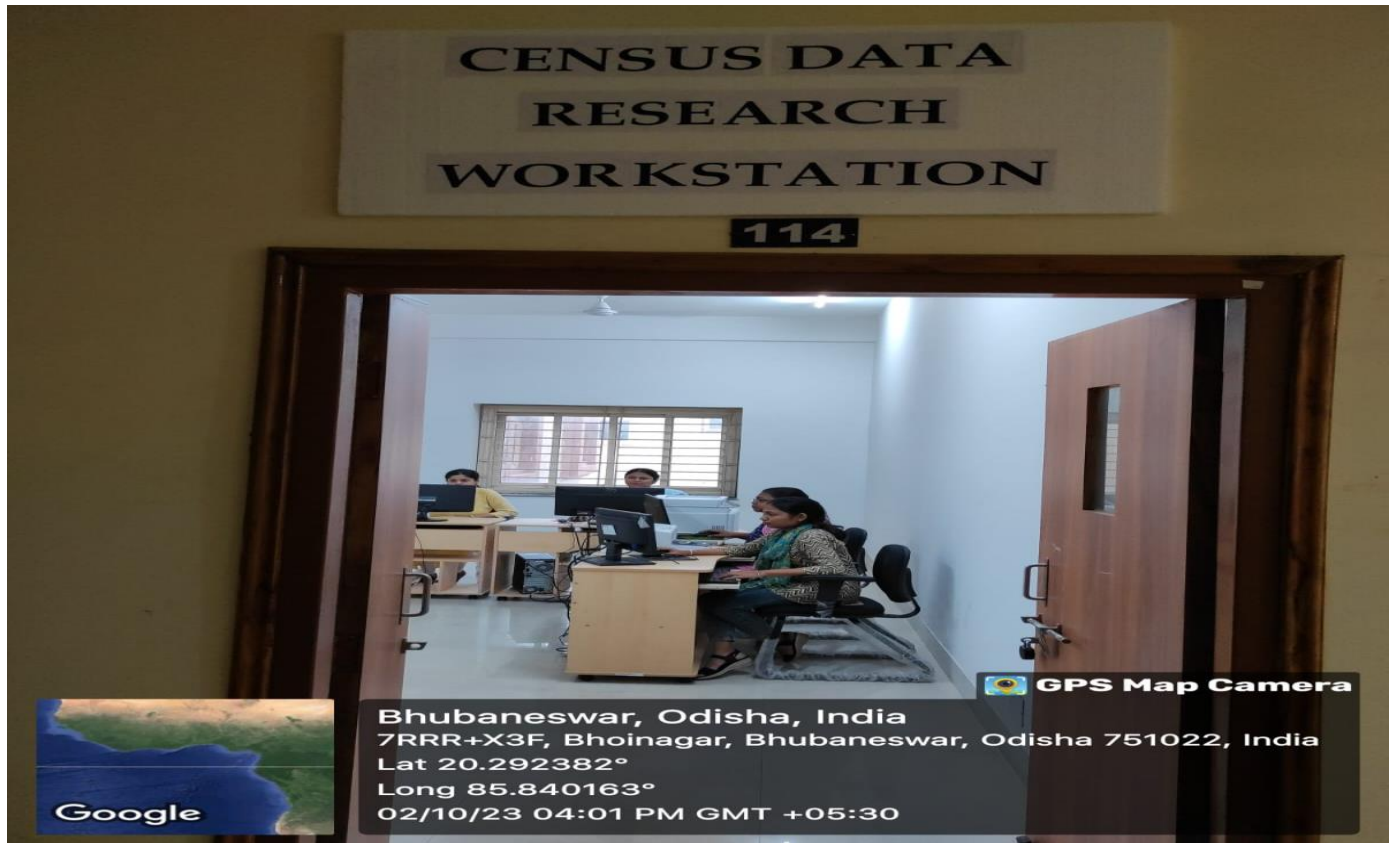 CENSUS DATA
RESEARCH
WORKSTATION
114
GPS Map Camera
Bhubaneswar, Odisha, India
7RRR+X3F, Bhoinagar, Bhubaneswar, Odisha 751022, India
Lat 20.292382°
Long 85.840163°
02/10/23 04:01 PM GMT +05:30
Google